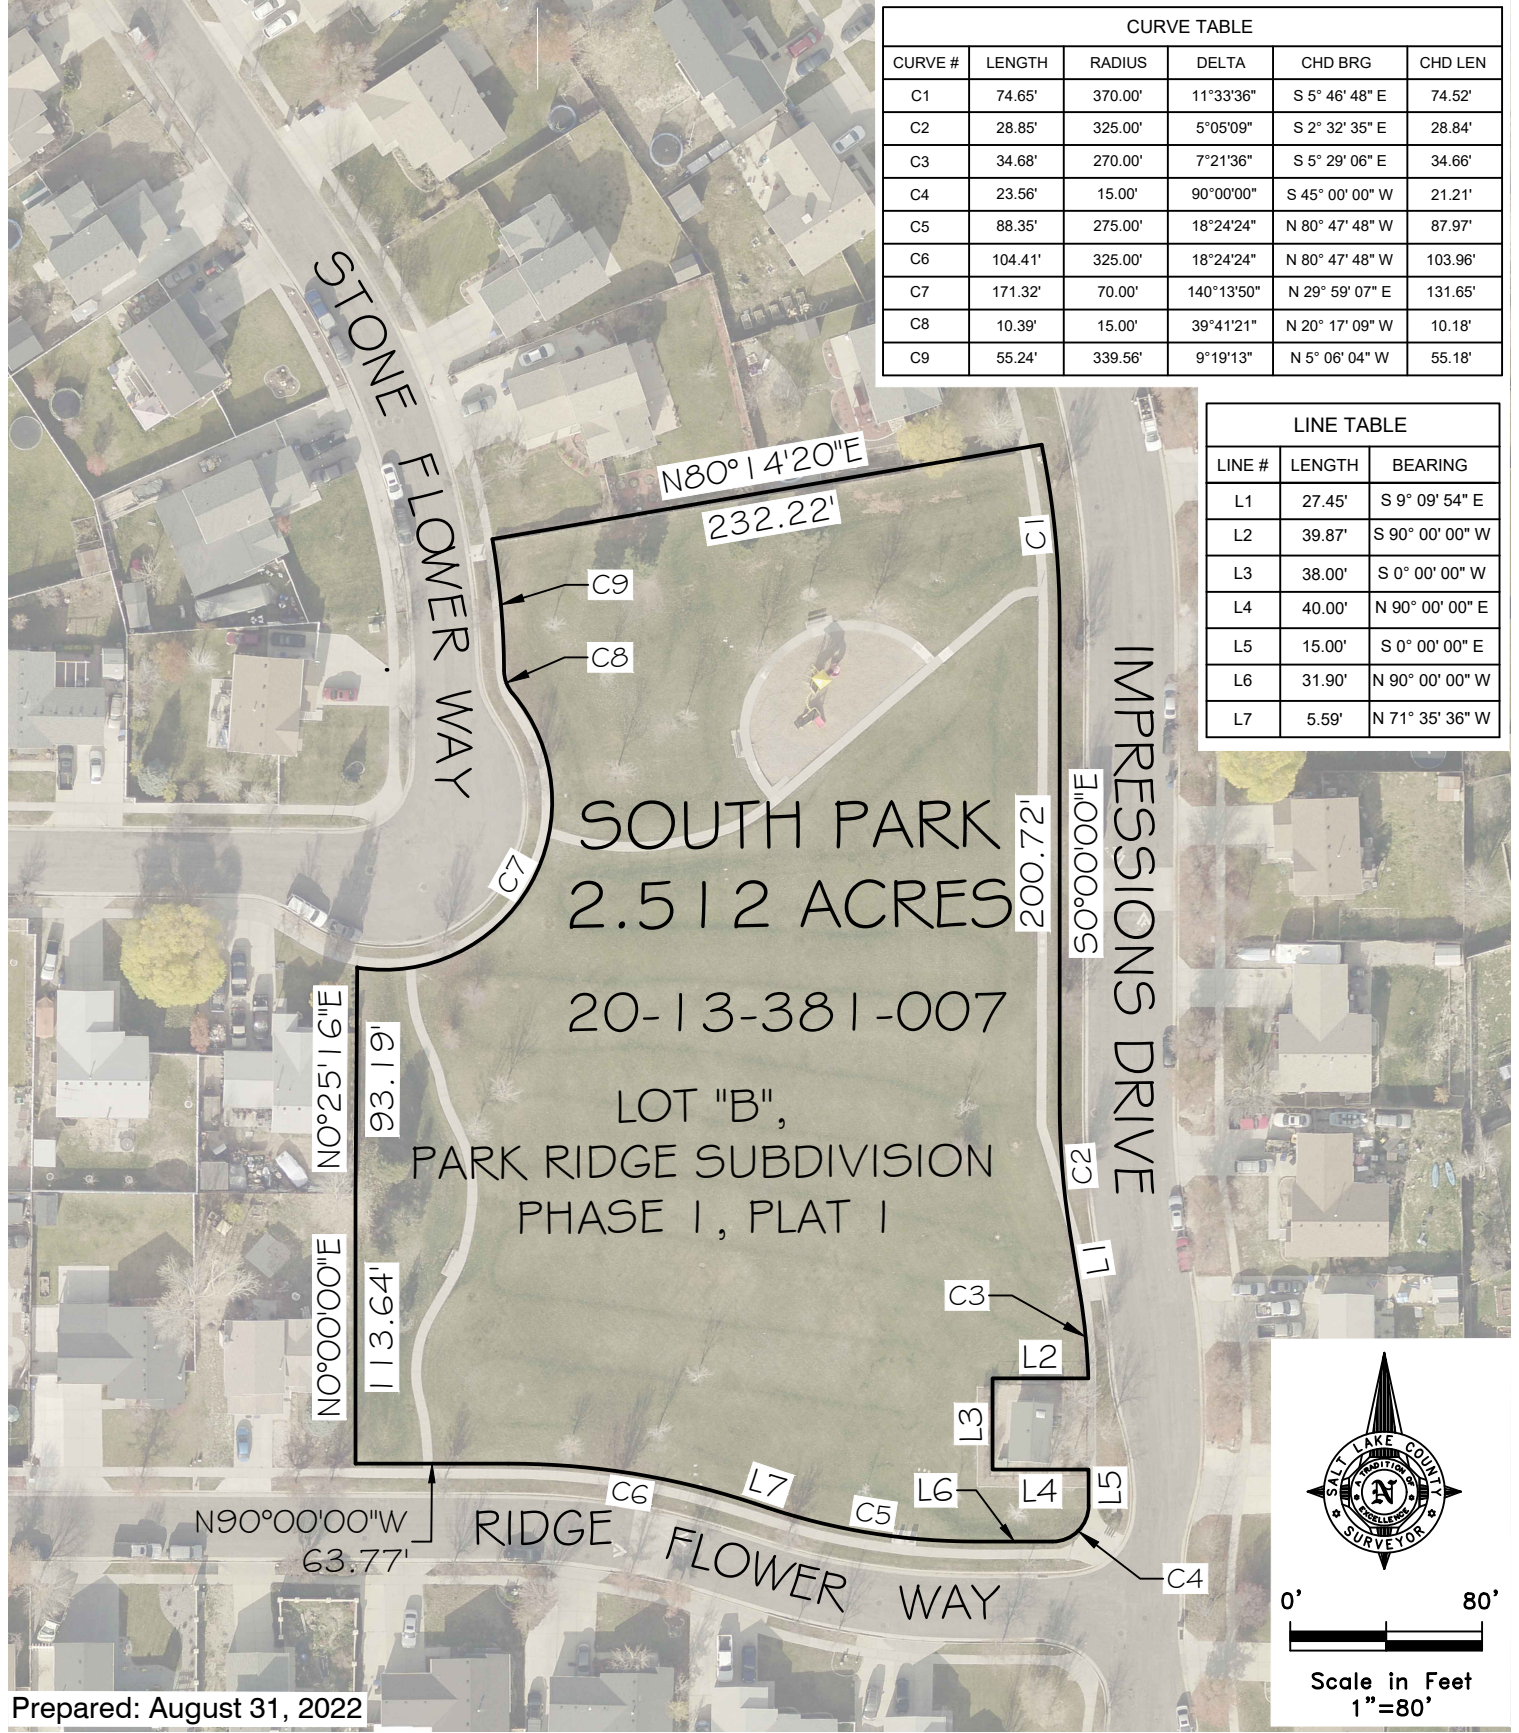 CURVE TABLE
CURVE # LENGTH RADIUS DELTA CHD BRG CHD LEN
C1 74.65' 370.00' 11°33'36" S 5° 46' 48" E 74.52'
C2 28.85' 325.00' 5°05'09" S 2° 32' 35" E 28.84'
C3 34.68' 270.00' 7°21'36" S 5° 29' 06" E 34.66'
C4 23.56' 15.00' 90°00'00" S 45° 00' 00" W 21.21'
C5 88.35' 275.00' 18°24'24" N 80° 47' 48" W 87.97'
C6 104.41' 325.00' 18°24'24" N 80° 47' 48" W 103.96'
C7 171.32' 70.00' 140°13'50" N 29° 59' 07" E 131.65'
C8 10.39' 15.00' 39°41'21" N 20° 17' 09" W 10.18'
C9 55.24' 339.56' 9°19'13" N 5° 06' 04" W 55.18'
LINE TABLE
LINE # LENGTH BEARING
L1 27.45' S 9° 09' 54" E
L2 39.87' S 90° 00' 00" W
L3 38.00' S 0° 00' 00" W
L4 40.00' N 90° 00' 00" E
L5 15.00' S 0° 00' 00" E
L6 31.90' N 90° 00' 00" W
L7 5.59' N 71° 35' 36" W
STONE FLOWER WAY
N80°14'20"E
232.22'
C1
C9
C8
C7
SOUTH PARK
2.512 ACRES
20-13-381-007
LOT "B",
PARK RIDGE SUBDIVISION
PHASE 1, PLAT 1
200.72'
S0°00'00"E
IMPRESSIONS DRIVE
N0°25'16"E
93.19'
N0°00'00"E
113.64'
C2
L1
C3
L2
L3
L4
L5
L6
C5
L7
C6
C4
N90°00'00"W
63.77'
RIDGE FLOWER WAY
SALT LAKE COUNTY
SURVEYOR
A TRADITION OF
EXCELLENCE
N
0' 80'
Scale in Feet
1"=80'
Prepared: August 31, 2022